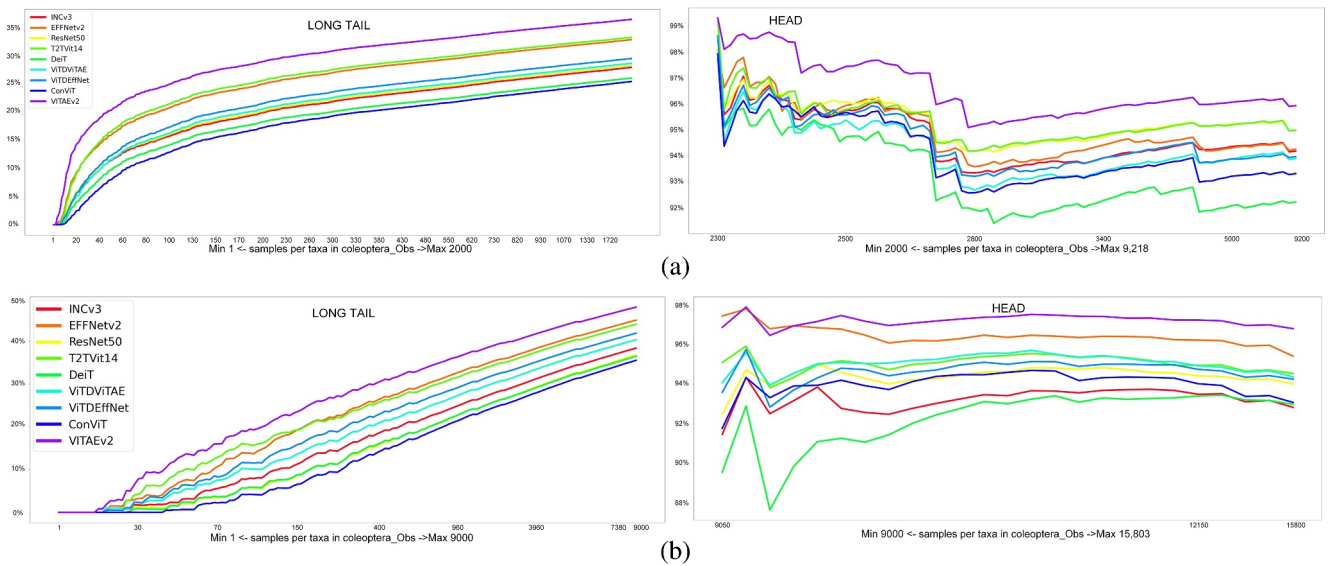 LONG TAIL
INCv3
EFFNetv2
ResNet50
T2TVit14
DeiT
ViTDViTAE
ViTDEffNet
ConViT
VITAEv2
35%
30%
25%
20%
15%
10%
5%
0%
1 20 40 60 80 100 130 150 170 200 230 260 290 330 380 430 480 550 620 730 820 930 1070 1330 1720
Min 1 <- samples per taxa in coleoptera_Obs ->Max 2000
HEAD
99%
98%
97%
96%
95%
94%
93%
92%
2300 2500 2800 3400 5000 9200
Min 2000 <- samples per taxa in coleoptera_Obs ->Max 9,218
(a)
LONG TAIL
INCv3
EFFNetv2
ResNet50
T2TVit14
DeiT
ViTDViTAE
ViTDEffNet
ConViT
VITAEv2
50%
40%
30%
20%
10%
0%
1 30 70 150 400 960 3960 7380 9000
Min 1 <- samples per taxa in coleoptera_Obs ->Max 9000
HEAD
98%
96%
94%
92%
90%
88%
9050 12150 15800
Min 9000 <- samples per taxa in coleoptera_Obs ->Max 15,803
(b)